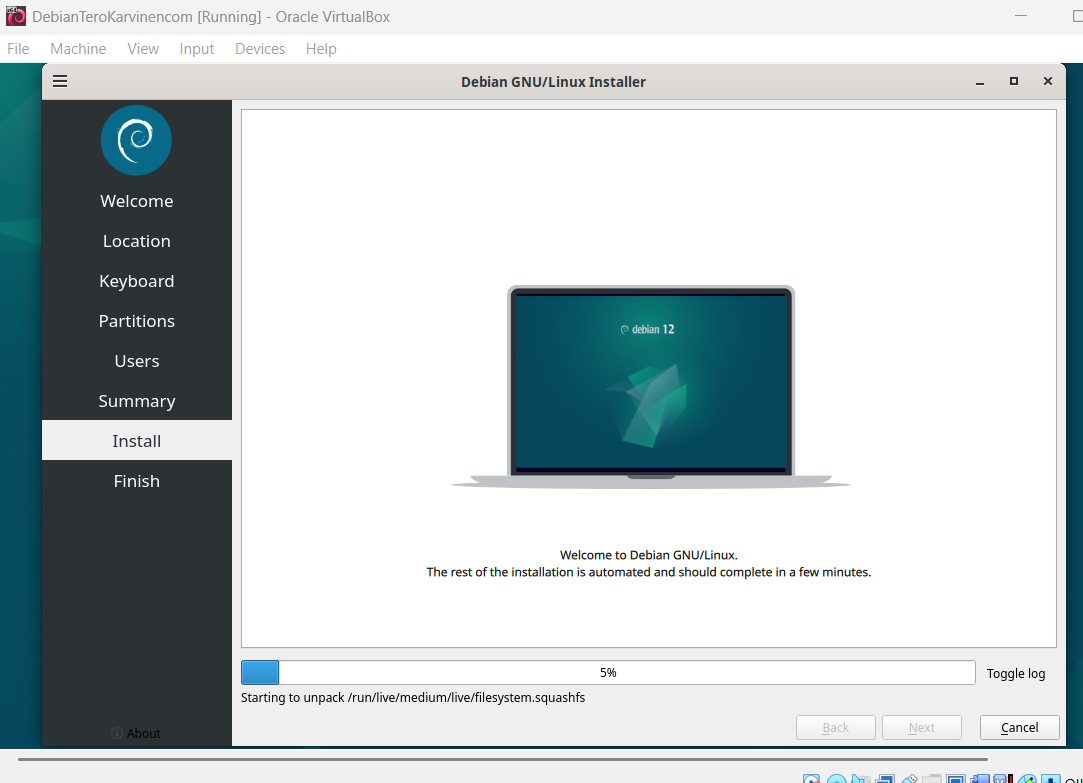 DebianTeroKarvinencom [Running] - Oracle VirtualBox
File Machine View Input Devices Help
Debian GNU/Linux Installer
Welcome
Location
Keyboard
Partitions
Users
Summary
Install
Finish
debian 12
Welcome to Debian GNU/Linux.
The rest of the installation is automated and should complete in a few minutes.
5%
Toggle log
Starting to unpack /run/live/medium/live/filesystem.squashfs
About
Back Next Cancel